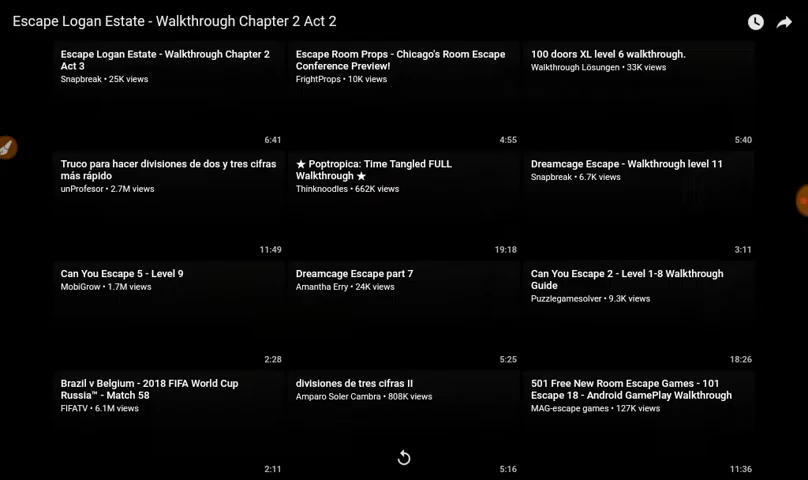 Escape Logan Estate - Walkthrough Chapter 2 Act 2
Escape Logan Estate - Walkthrough Chapter 2
Act 3
Snapbreak • 25K views
6:41
Escape Room Props - Chicago's Room Escape
Conference Preview!
FrightProps • 10K views
4:55
100 doors XL level 6 walkthrough.
Walkthrough Lösungen • 33K views
5:40
Truco para hacer divisiones de dos y tres cifras
más rápido
unProfesor • 2.7M views
11:49
★ Poptropica: Time Tangled FULL
Walkthrough ★
Thinknoodles • 662K views
19:18
Dreamcage Escape - Walkthrough level 11
Snapbreak • 6.7K views
3:11
Can You Escape 5 - Level 9
MobiGrow • 1.7M views
2:28
Dreamcage Escape part 7
Amantha Erry • 24K views
5:25
Can You Escape 2 - Level 1-8 Walkthrough
Guide
Puzzlegamesolver • 9.3K views
18:26
Brazil v Belgium - 2018 FIFA World Cup
Russia™ - Match 58
FIFATV • 6.1M views
2:11
divisiones de tres cifras II
Amparo Soler Cambra • 808K views
5:16
501 Free New Room Escape Games - 101
Escape 18 - Android GamePlay Walkthrough
MAG-escape games • 127K views
11:36